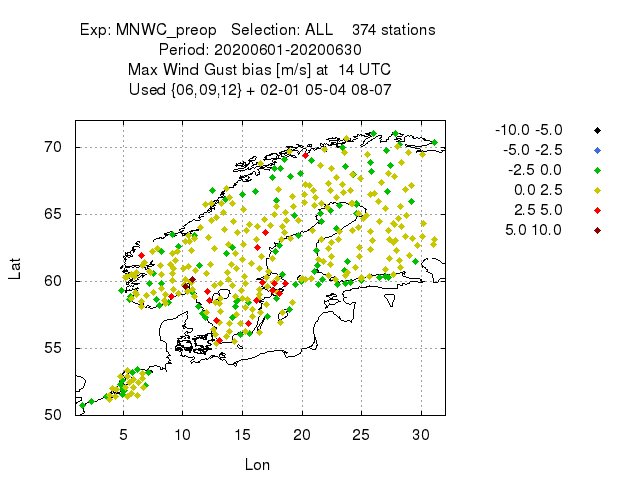 Exp: MNWC_preop   Selection: ALL    374 stations
Period: 20200601-20200630
Max Wind Gust bias [m/s] at  14 UTC
Used {06,09,12} + 02-01 05-04 08-07
-10.0 -5.0
-5.0 -2.5
-2.5 0.0
0.0 2.5
2.5 5.0
5.0 10.0
70
65
60
55
50
Lat
5 10 15 20 25 30
Lon